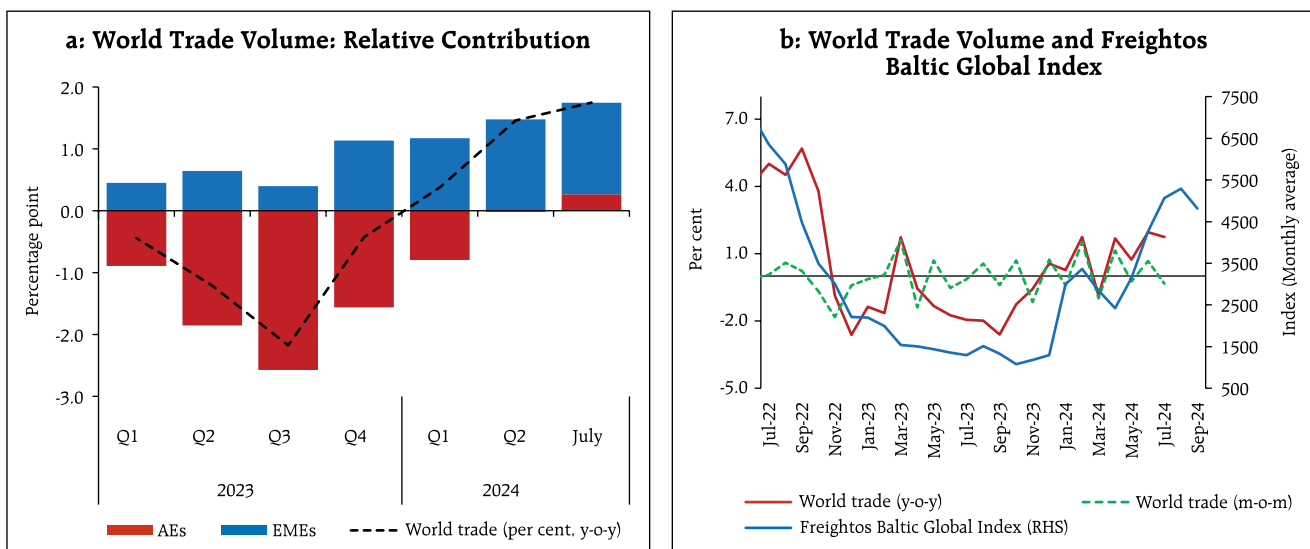 a: World Trade Volume: Relative Contribution
Percentage point
2.0
1.0
0.0
-1.0
-2.0
-3.0
Q1 Q2 Q3 Q4 Q1 Q2 July
2023 2024
AEs EMEs World trade (per cent, y-o-y)
b: World Trade Volume and Freightos
Baltic Global Index
Per cent
7.0
4.0
1.0
-2.0
-5.0
7500
6500
5500
4500
3500
2500
1500
500
Index (Monthly average)
Jul-22 Sep-22 Nov-22 Jan-23 Mar-23 May-23 Jul-23 Sep-23 Nov-23 Jan-24 Mar-24 May-24 Jul-24 Sep-24
World trade (y-o-y) World trade (m-o-m)
Freightos Baltic Global Index (RHS)